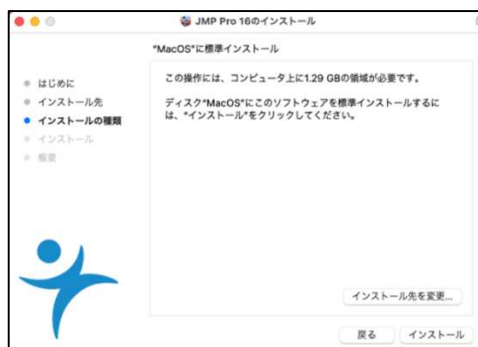 JMP Pro 16のインストール
"MacOS"に標準インストール
はじめに
インストール先
インストールの種類
インストール
概要
この操作には、コンピュータ上に1.29 GBの領域が必要です。
ディスク"MacOS"にこのソフトウェアを標準インストールするに
は、"インストール"をクリックしてください。
インストール先を変更...
戻る
インストール